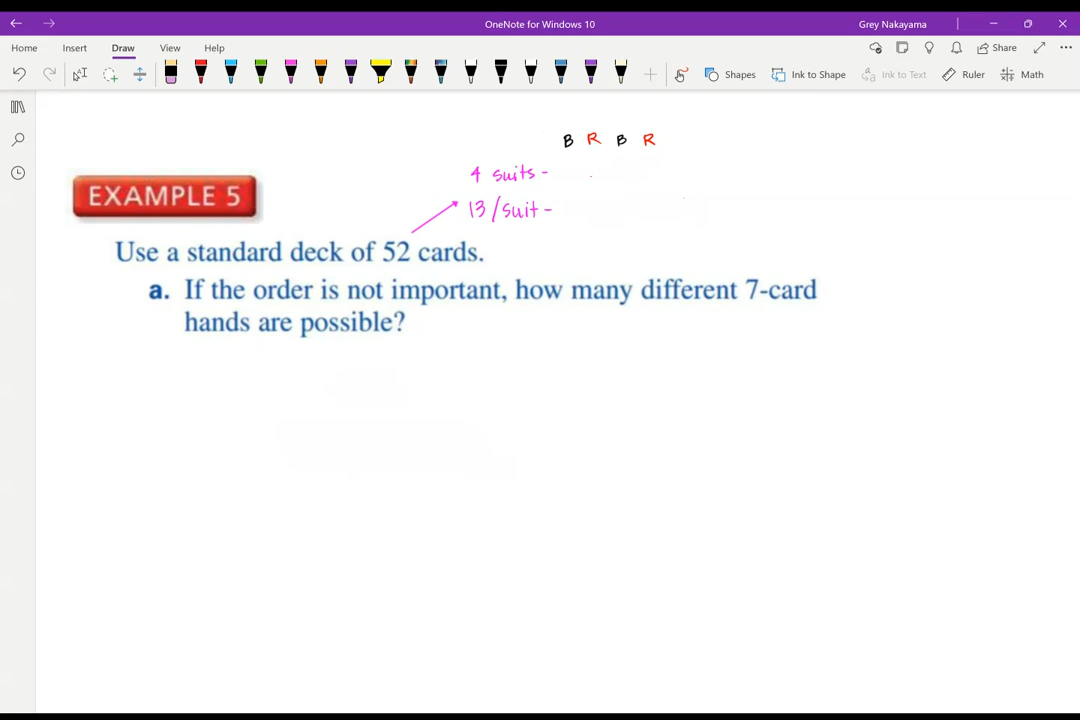 OneNote for Windows 10
Grey Nakayama
Home Insert Draw View Help
Share
Shapes Ink to Shape Ink to Text Ruler Math
B R B R
4 suits -
13/suit -
EXAMPLE 5
Use a standard deck of 52 cards.
a. If the order is not important, how many different 7-card
hands are possible?